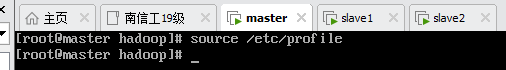 主页 南信工19级 master slave1 slave2
[root@master hadoop]# source /etc/profile
[root@master hadoop]# _